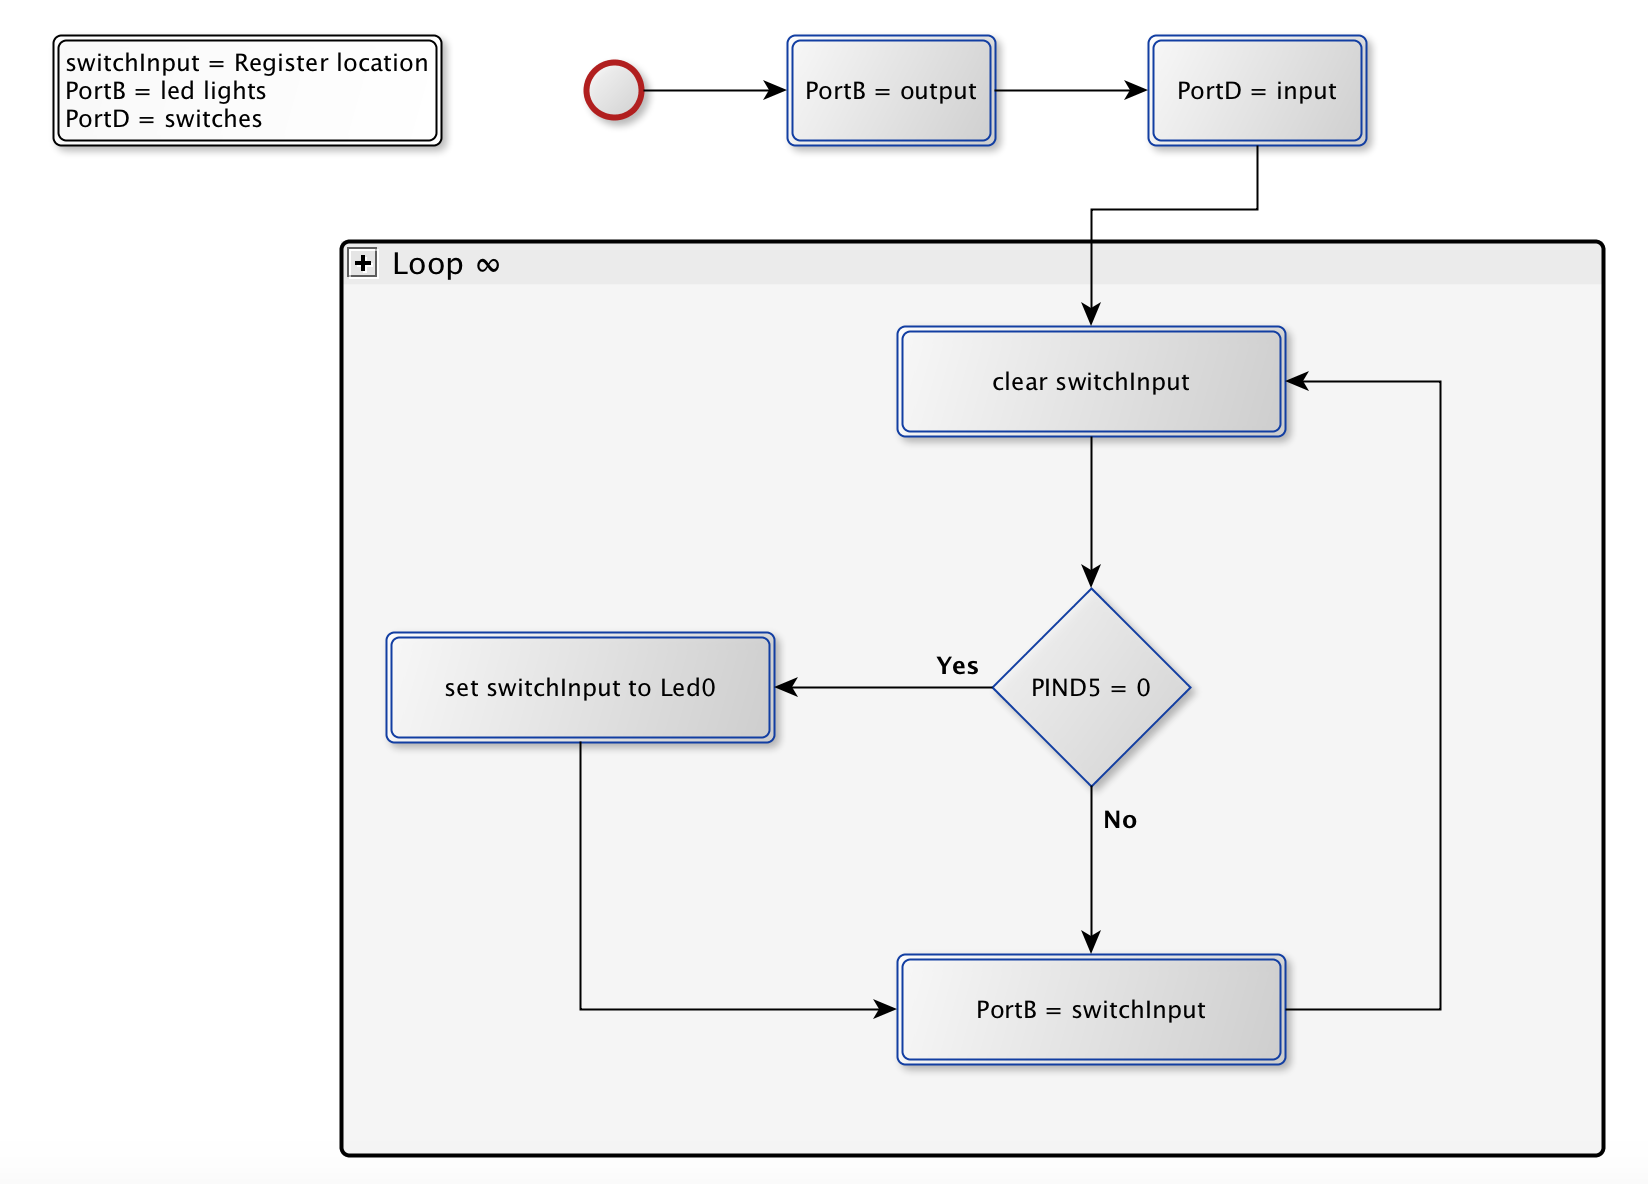 switchInput = Register location
PortB = led lights
PortD = switches
PortB = output
PortD = input
Loop ∞
clear switchInput
PIND5 = 0
Yes
set switchInput to Led0
No
PortB = switchInput